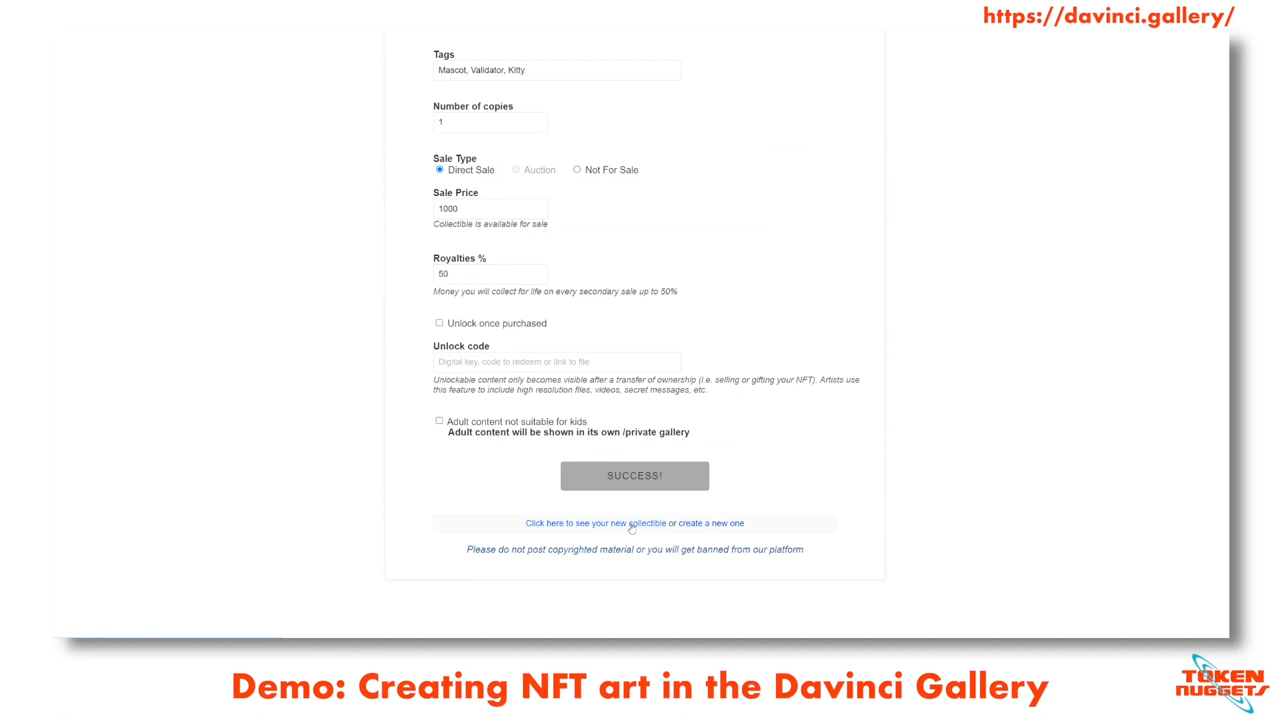 https://davinci.gallery/
Tags
Mascot, Validator, Kitty
Number of copies
1
Sale Type
Direct Sale Auction Not For Sale
Sale Price
1000
Collectible is available for sale
Royalties %
50
Money you will collect for life on every secondary sale up to 50%
Unlock once purchased
Unlock code
Digital key, code to redeem or link to file
Unlockable content only becomes visible after a transfer of ownership (i.e. selling or gifting your NFT). Artists use
this feature to include high resolution files, videos, secret messages, etc.
Adult content not suitable for kids
Adult content will be shown in its own /private gallery
SUCCESS!
Click here to see your new collectible or create a new one
Please do not post copyrighted material or you will get banned from our platform
Demo: Creating NFT art in the Davinci Gallery
TOKEN
NUGGETS